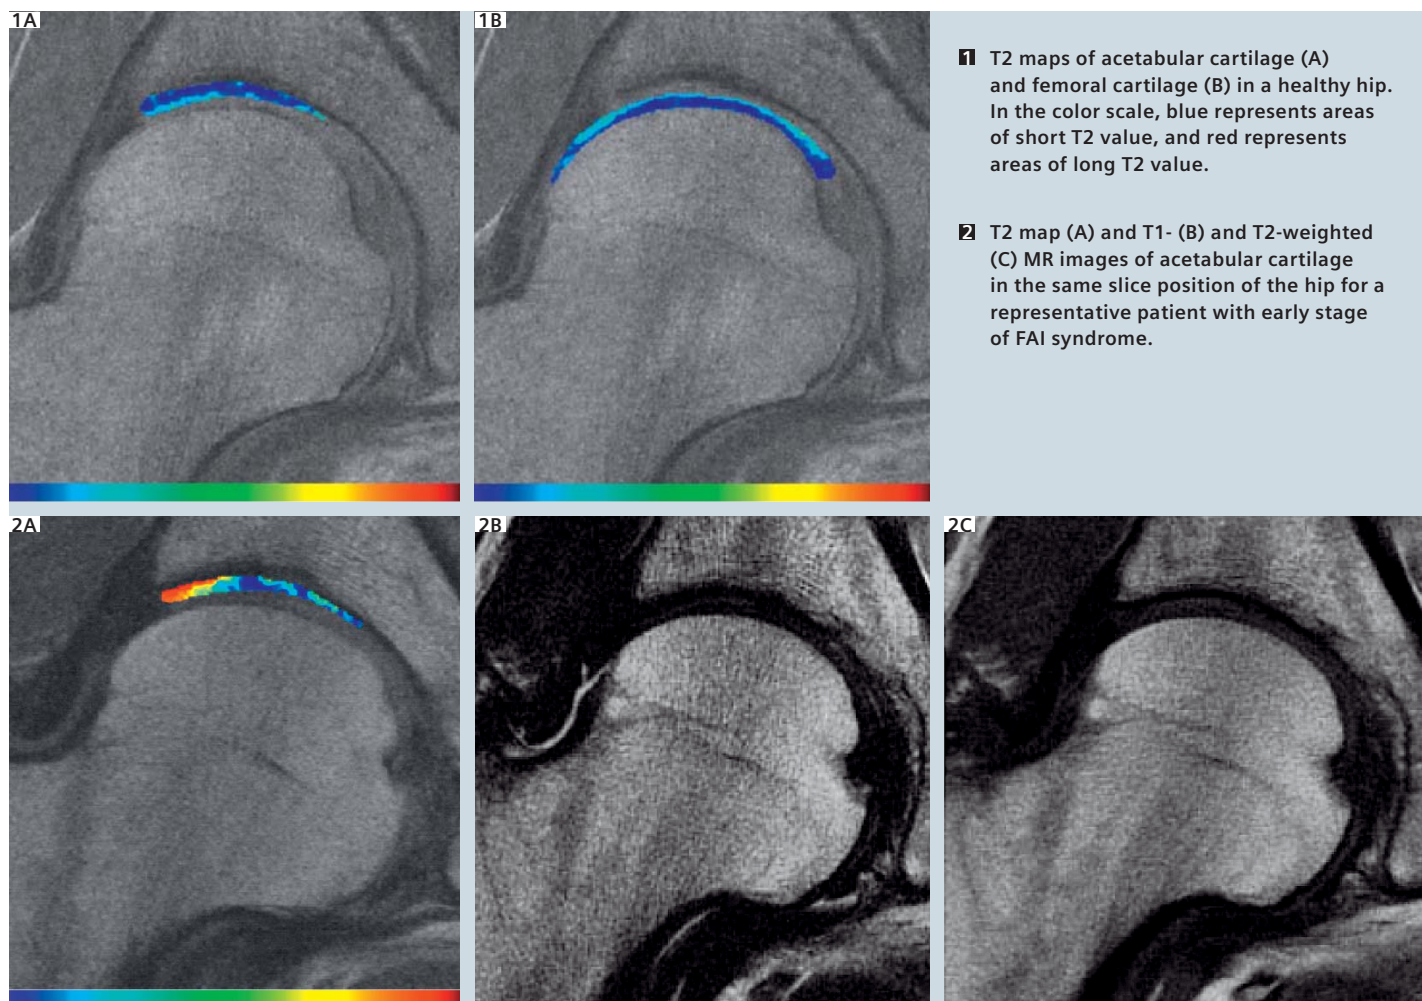 1A
1B
1 T2 maps of acetabular cartilage (A)
and femoral cartilage (B) in a healthy hip.
In the color scale, blue represents areas
of short T2 value, and red represents
areas of long T2 value.
2 T2 map (A) and T1- (B) and T2-weighted
(C) MR images of acetabular cartilage
in the same slice position of the hip for a
representative patient with early stage
of FAI syndrome.
2A
2B
2C